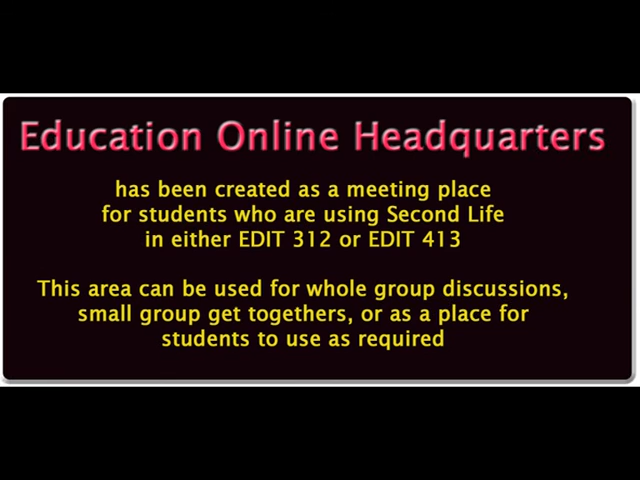 Education Online Headquarters
has been created as a meeting place
for students who are using Second Life
in either EDIT 312 or EDIT 413
This area can be used for whole group discussions,
small group get togethers, or as a place for
students to use as required